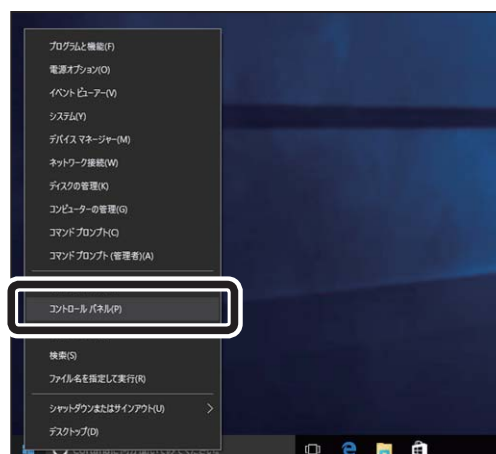 プログラムと機能(F)
電源オプション(O)
イベント ビューアー(V)
システム(Y)
デバイス マネージャー(M)
ネットワーク接続(W)
ディスクの管理(K)
コンピューターの管理(G)
コマンド プロンプト(C)
コマンド プロンプト (管理者)(A)
コントロール パネル(P)
検索(S)
ファイル名を指定して実行(R)
シャットダウンまたはサインアウト(U)
デスクトップ(D)